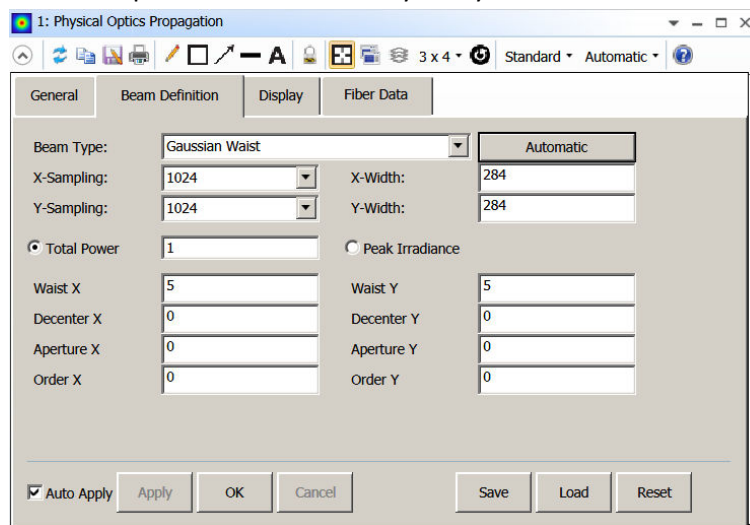 1: Physical Optics Propagation
A 3 x 4 Standard Automatic
General Beam Definition Display Fiber Data
Beam Type: Gaussian Waist Automatic
X-Sampling: 1024 X-Width: 284
Y-Sampling: 1024 Y-Width: 284
Total Power 1 Peak Irradiance
Waist X 5 Waist Y 5
Decenter X 0 Decenter Y 0
Aperture X 0 Aperture Y 0
Order X 0 Order Y 0
Auto Apply Apply OK Cancel Save Load Reset